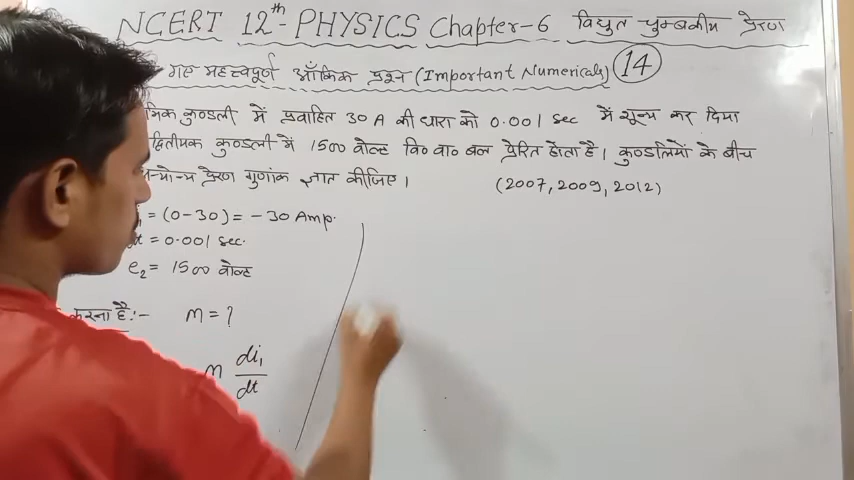 NCERT 12th - PHYSICS Chapter-6 विद्युत चुम्बकीय प्रेरण
गए महत्त्वपूर्ण आँकिक प्रश्न (Important Numericals) 14
कुण्डली में प्रवाहित 30 A की धारा को 0.001 sec में शून्य कर दिया
द्वितीयक कुण्डली में 1500 वोल्ट वि० वा० बल प्रेरित होता है। कुण्डलियों के बीच
प्रेरण गुणांक ज्ञात कीजिए। (2007, 2009, 2012)
= (0-30) = -30 Amp.
dt = 0.001 sec.
e2 = 1500 वोल्ट
करना है:- M = ?
M di1/dt